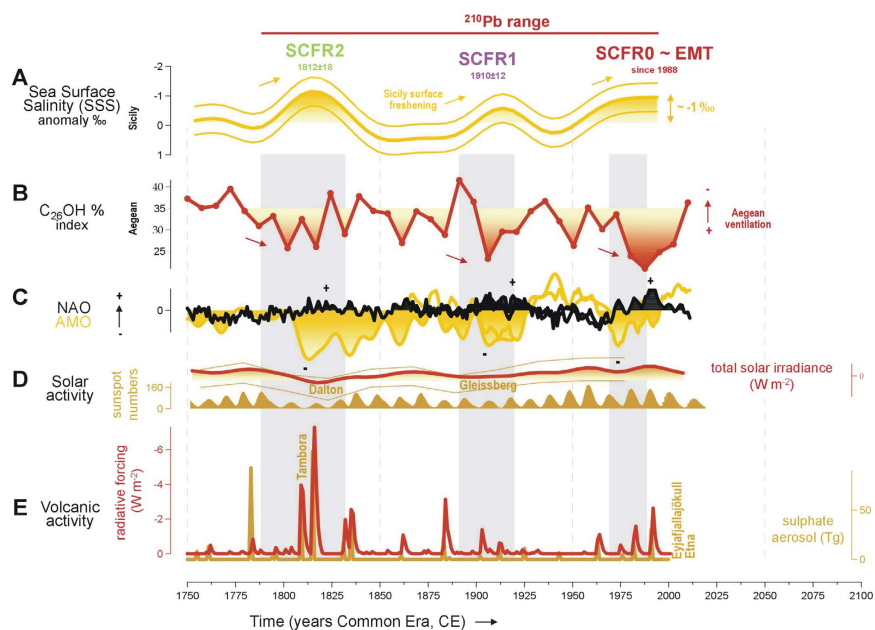 ²¹⁰Pb range
SCFR2
1812±18
SCFR1
1910±12
SCFR0 ~ EMT
since 1988
A
Sea Surface
Salinity (SSS)
anomaly ‰
Sicily
-2
-1
0
1
Sicily surface
freshening
~ -1 ‰
B
C₂₆OH %
index
Aegean
40
35
30
25
-
+
Aegean
ventilation
C
NAO
AMO
+
-
0
+
+
+
-
-
-
D
Solar
activity
sunspot
numbers
160
0
Dalton
Gleissberg
total solar irradiance
(W m⁻²)
0
E
Volcanic
activity
radiative forcing
(W m⁻²)
-6
-4
-2
0
Tambora
Eyjafjallajökull
Etna
sulphate
aerosol (Tg)
50
0
1750 1775 1800 1825 1850 1875 1900 1925 1950 1975 2000 2025 2050 2075 2100
Time (years Common Era, CE) →